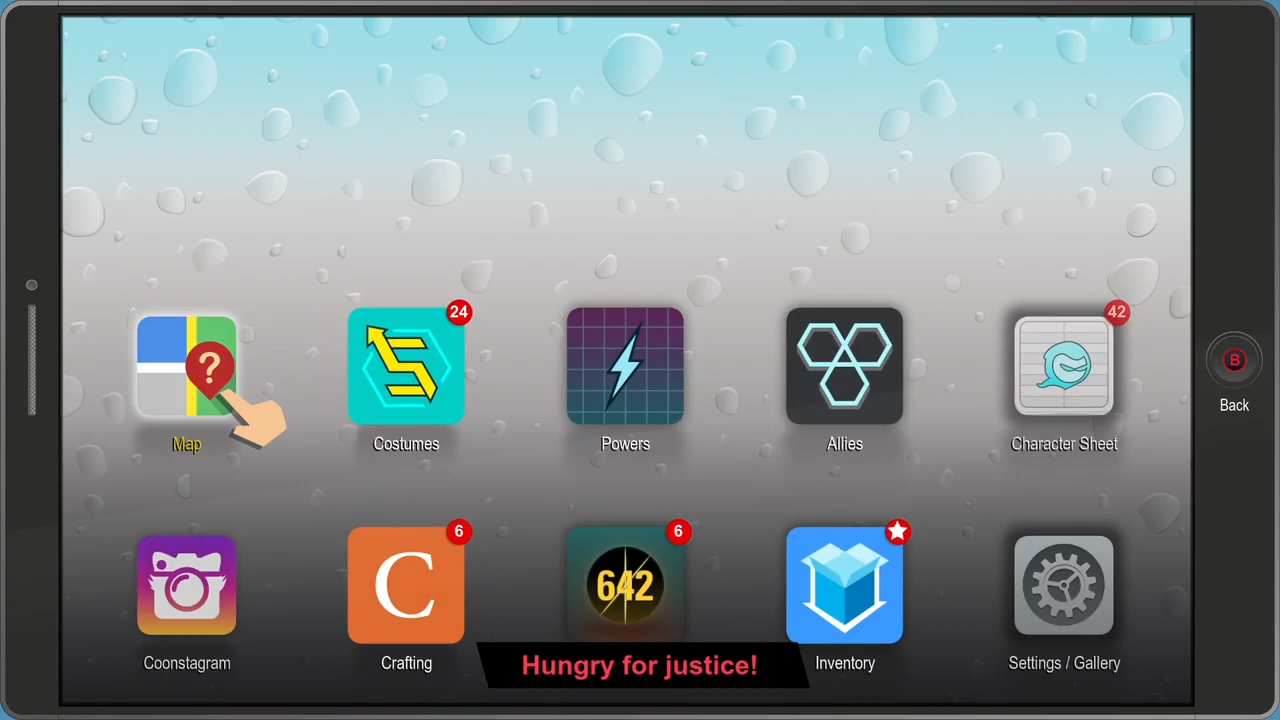 24
42
?
Map
Costumes
Powers
Allies
Character Sheet
B
Back
6
6
C
642
Coonstagram
Crafting
Hungry for justice!
Inventory
Settings / Gallery